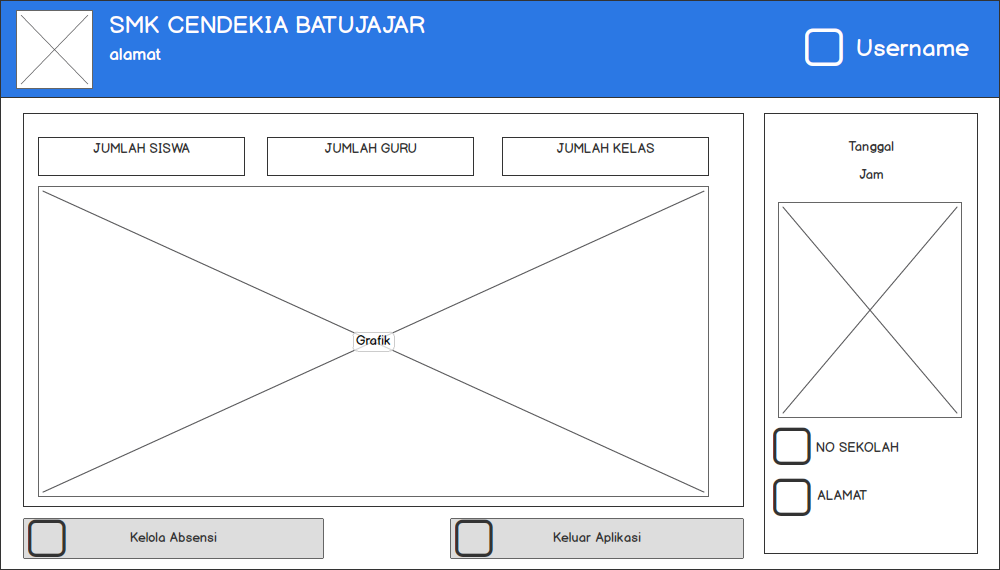 SMK CENDEKIA BATUJAJAR
alamat
Username
JUMLAH SISWA
JUMLAH GURU
JUMLAH KELAS
Grafik
Tanggal
Jam
NO SEKOLAH
ALAMAT
Kelola Absensi
Keluar Aplikasi